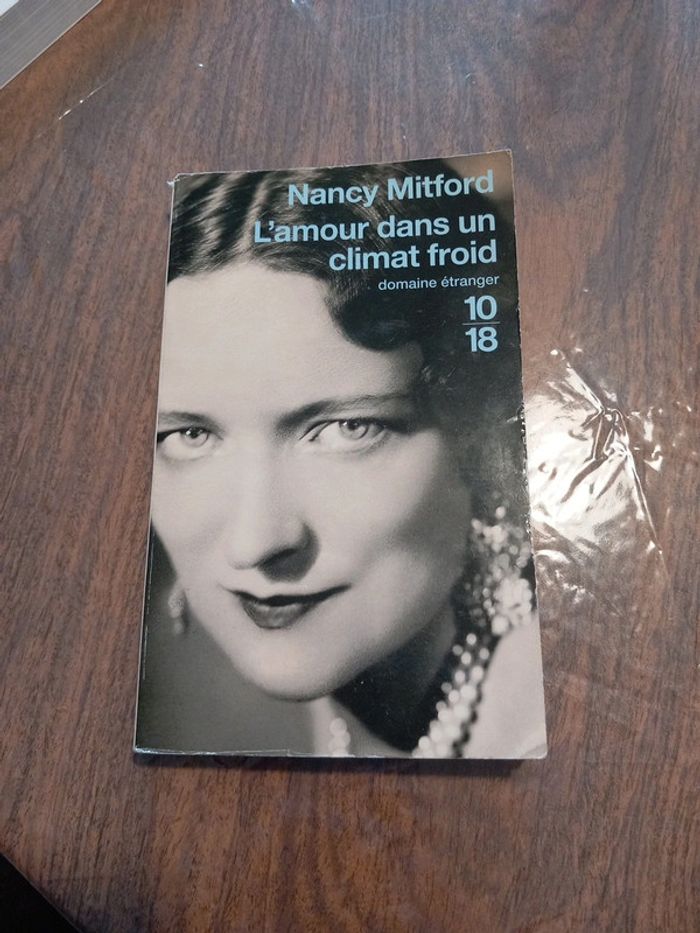 Nancy Mitford
L'amour dans un
climat froid
domaine étranger
10
18